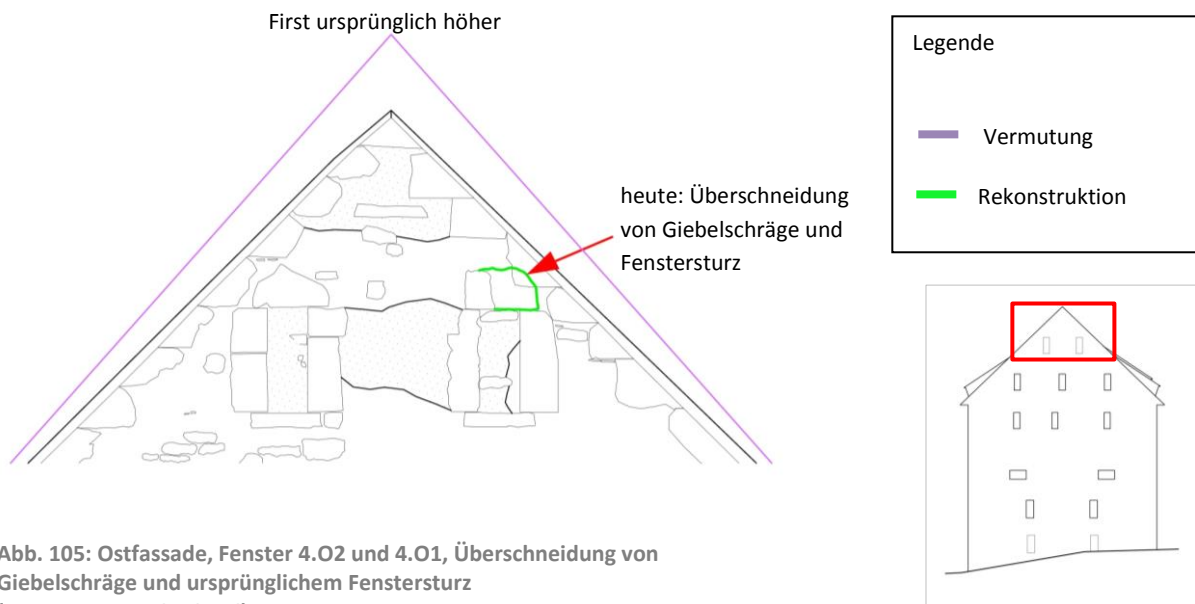 First ursprünglich höher
heute: Überschneidung
von Giebelschräge und
Fenstersturz
Legende
Vermutung
Rekonstruktion
Abb. 105: Ostfassade, Fenster 4.O2 und 4.O1, Überschneidung von
Giebelschräge und ursprünglichem Fenstersturz